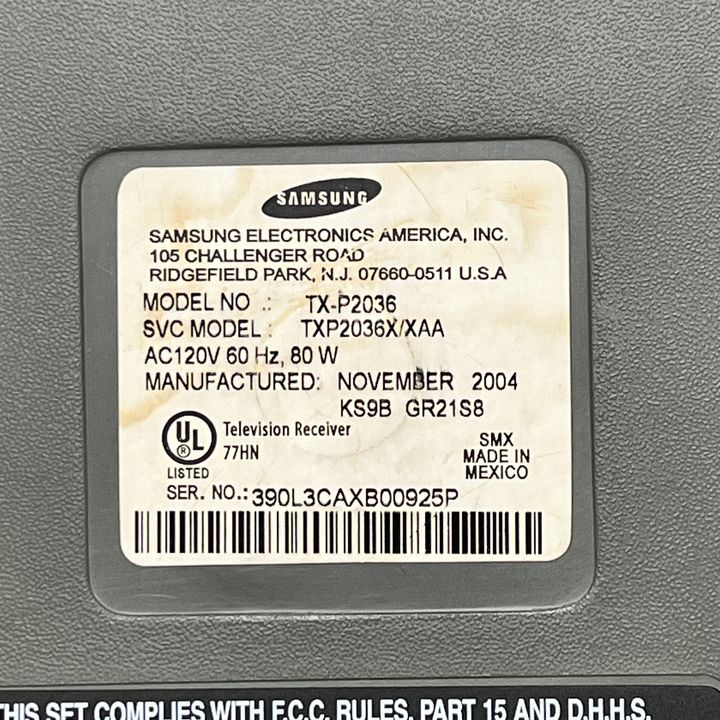 SAMSUNG
SAMSUNG ELECTRONICS AMERICA, INC.
105 CHALLENGER ROAD
RIDGEFIELD PARK, N.J. 07660-0511 U.S.A
MODEL NO .: TX-P2036
SVC MODEL : TXP2036X/XAA
AC120V 60 Hz, 80 W
MANUFACTURED: NOVEMBER 2004
KS9B GR21S8
UL
®
LISTED
Television Receiver
77HN
SMX
MADE IN
MEXICO
SER. NO.: 390L3CAXB00925P
THIS SET COMPLIES WITH F.C.C. RULES, PART 15 AND D.H.H.S.